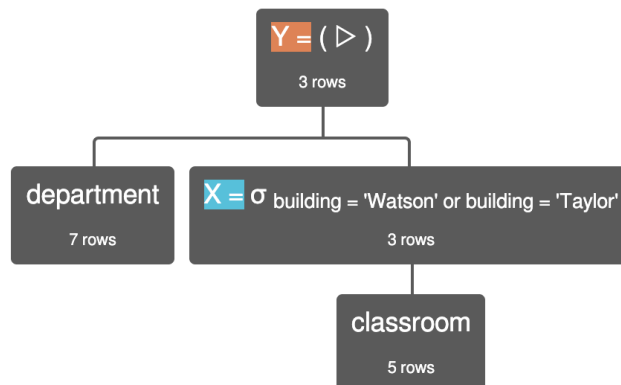 Y = ( ▷ )
3 rows
department
7 rows
X = σ building = 'Watson' or building = 'Taylor'
3 rows
classroom
5 rows